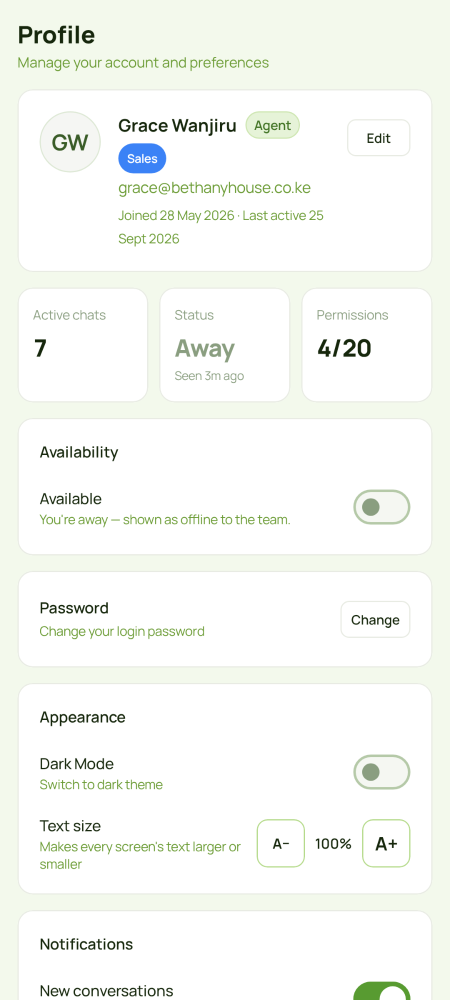 Profile
Manage your account and preferences
GW
Grace Wanjiru
Agent
Sales
Edit
grace@bethanyhouse.co.ke
Joined 28 May 2026 · Last active 25
Sept 2026
Active chats
7
Status
Away
Seen 3m ago
Permissions
4/20
Availability
Available
You're away — shown as offline to the team.
Password
Change your login password
Change
Appearance
Dark Mode
Switch to dark theme
Text size
Makes every screen's text larger or
smaller
A−
100%
A+
Notifications
New conversations